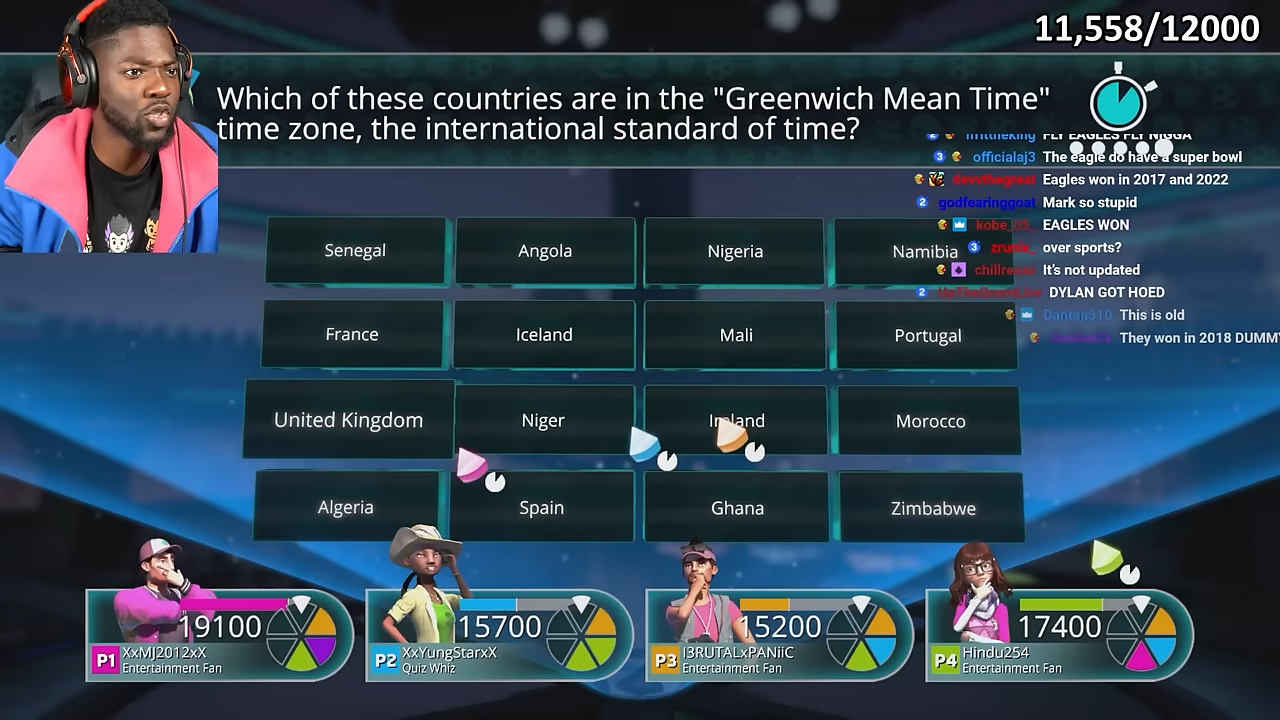 11,558/12000
Which of these countries are in the "Greenwich Mean Time"
time zone, the international standard of time?
FLY EAGLES FLY NIGGA
officialaj3 The eagle do have a super bowl
devvthegreat Eagles won in 2017 and 2022
godfearinggoat Mark so stupid
kobe_05_ EAGLES WON
over sports?
It's not updated
DYLAN GOT HOED
Dantan310 This is old
They won in 2018 DUMMY
Senegal Angola Nigeria Namibia
France Iceland Mali Portugal
United Kingdom Niger Ireland Morocco
Algeria Spain Ghana Zimbabwe
19100 15700 15200 17400
P1 XxMJ2012xX P2 XxYungStarxX P3 I3RUTALxPANiiC P4 Hindu254
Entertainment Fan Quiz Whiz Entertainment Fan Entertainment Fan